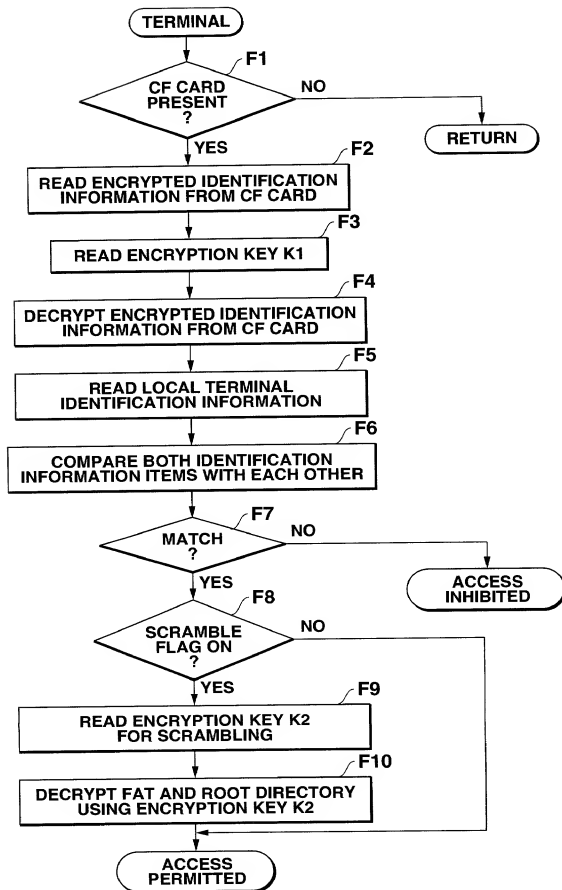 TERMINAL
F1
CF CARD
PRESENT
?
NO
RETURN
YES
F2
READ ENCRYPTED IDENTIFICATION
INFORMATION FROM CF CARD
F3
READ ENCRYPTION KEY K1
F4
DECRYPT ENCRYPTED IDENTIFICATION
INFORMATION FROM CF CARD
F5
READ LOCAL TERMINAL
IDENTIFICATION INFORMATION
F6
COMPARE BOTH IDENTIFICATION
INFORMATION ITEMS WITH EACH OTHER
F7
MATCH
?
NO
ACCESS
INHIBITED
YES
F8
SCRAMBLE
FLAG ON
?
NO
YES
F9
READ ENCRYPTION KEY K2
FOR SCRAMBLING
F10
DECRYPT FAT AND ROOT DIRECTORY
USING ENCRYPTION KEY K2
ACCESS
PERMITTED